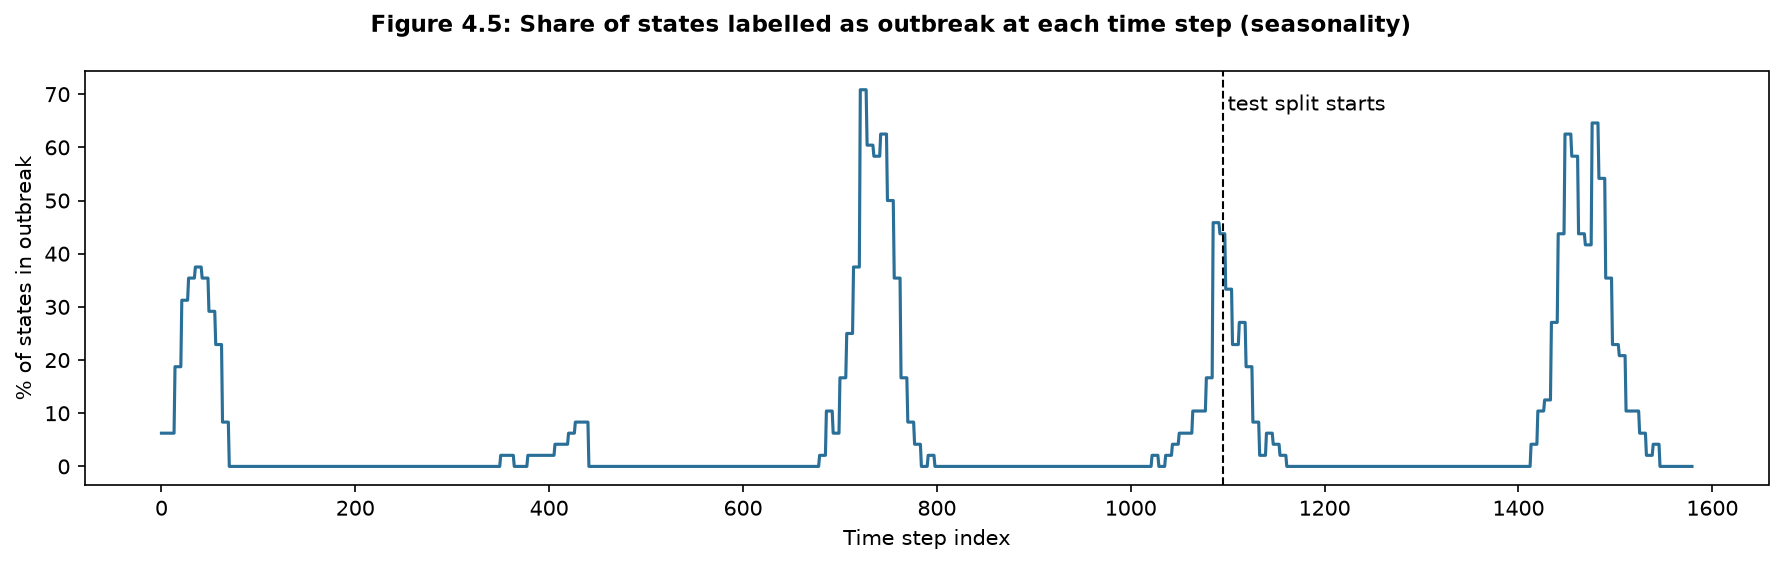 Figure 4.5: Share of states labelled as outbreak at each time step (seasonality)
% of states in outbreak
70
60
50
40
30
20
10
0
test split starts
0 200 400 600 800 1000 1200 1400 1600
Time step index